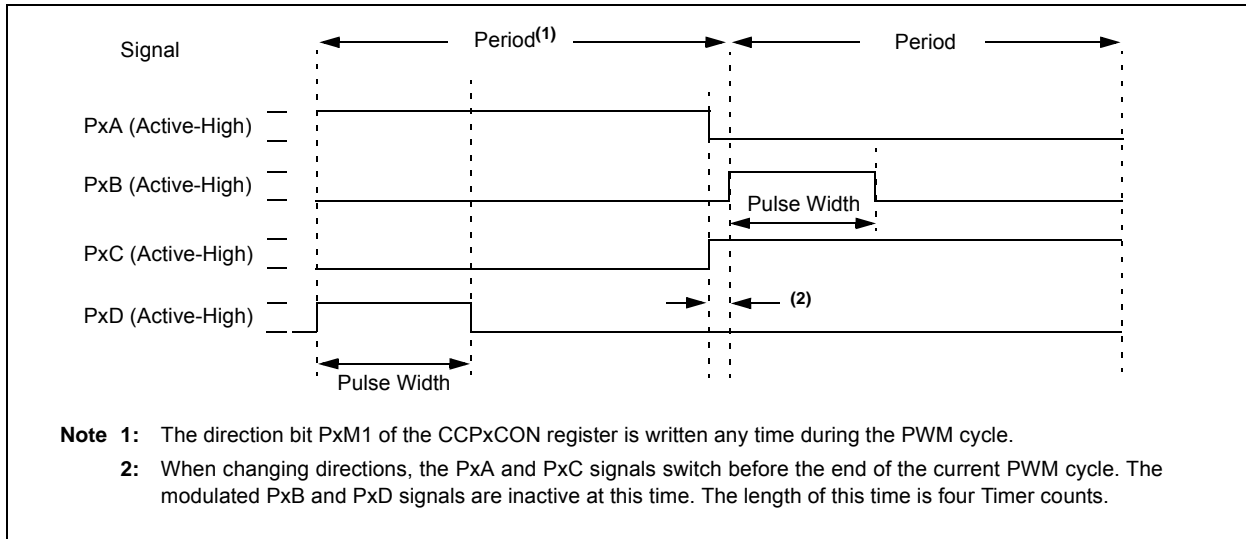 Signal
Period(1)
Period
PxA (Active-High)
PxB (Active-High)
Pulse Width
PxC (Active-High)
(2)
PxD (Active-High)
Pulse Width
Note 1: The direction bit PxM1 of the CCPxCON register is written any time during the PWM cycle.
2: When changing directions, the PxA and PxC signals switch before the end of the current PWM cycle. The
modulated PxB and PxD signals are inactive at this time. The length of this time is four Timer counts.